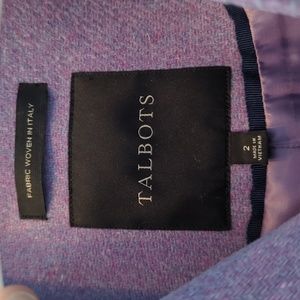 FABRIC WOVEN IN ITALY
TALBOTS
2
MADE IN
VIETNAM